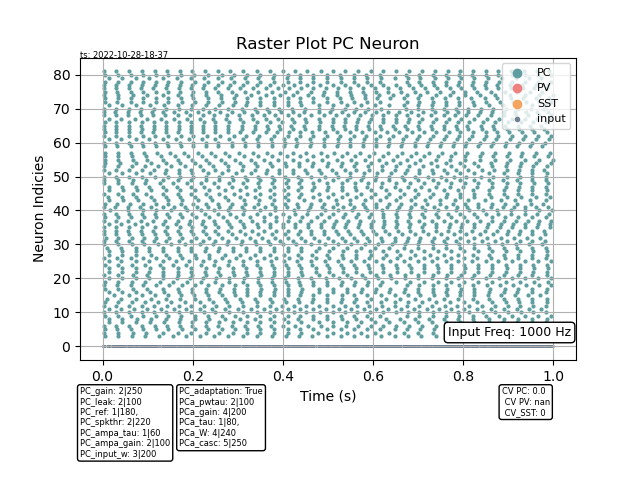 Raster Plot PC Neuron
ts: 2022-10-28-18-37
PC
PV
SST
input
80
70
60
50
40
30
20
10
0
Neuron Indicies
Input Freq: 1000 Hz
0.0 0.2 0.4 0.6 0.8 1.0
Time (s)
PC_gain: 2|250
PC_leak: 2|100
PC_ref: 1|180,
PC_spkthr: 2|220
PC_ampa_tau: 1|60
PC_ampa_gain: 2|100
PC_input_w: 3|200
PC_adaptation: True
PCa_pwtau: 2|100
PCa_gain: 4|200
PCa_tau: 1|80,
PCa_W: 4|240
PCa_casc: 5|250
CV PC: 0.0
CV PV: nan
CV_SST: 0